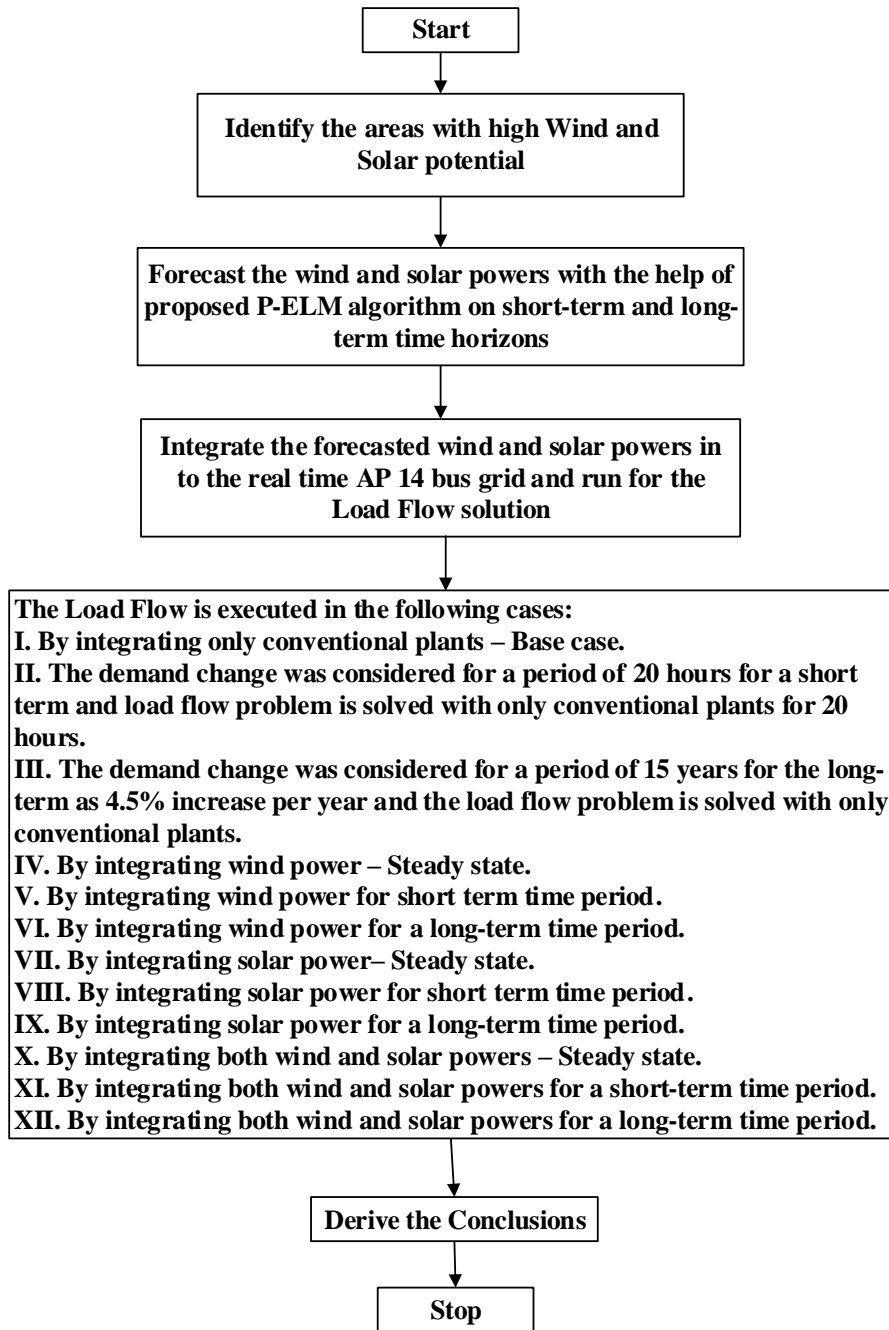 Start
Identify the areas with high Wind and
Solar potential
Forecast the wind and solar powers with the help of
proposed P-ELM algorithm on short-term and long-
term time horizons
Integrate the forecasted wind and solar powers in
to the real time AP 14 bus grid and run for the
Load Flow solution
The Load Flow is executed in the following cases:
I. By integrating only conventional plants – Base case.
II. The demand change was considered for a period of 20 hours for a short
term and load flow problem is solved with only conventional plants for 20
hours.
III. The demand change was considered for a period of 15 years for the long-
term as 4.5% increase per year and the load flow problem is solved with only
conventional plants.
IV. By integrating wind power – Steady state.
V. By integrating wind power for short term time period.
VI. By integrating wind power for a long-term time period.
VII. By integrating solar power– Steady state.
VIII. By integrating solar power for short term time period.
IX. By integrating solar power for a long-term time period.
X. By integrating both wind and solar powers – Steady state.
XI. By integrating both wind and solar powers for a short-term time period.
XII. By integrating both wind and solar powers for a long-term time period.
Derive the Conclusions
Stop